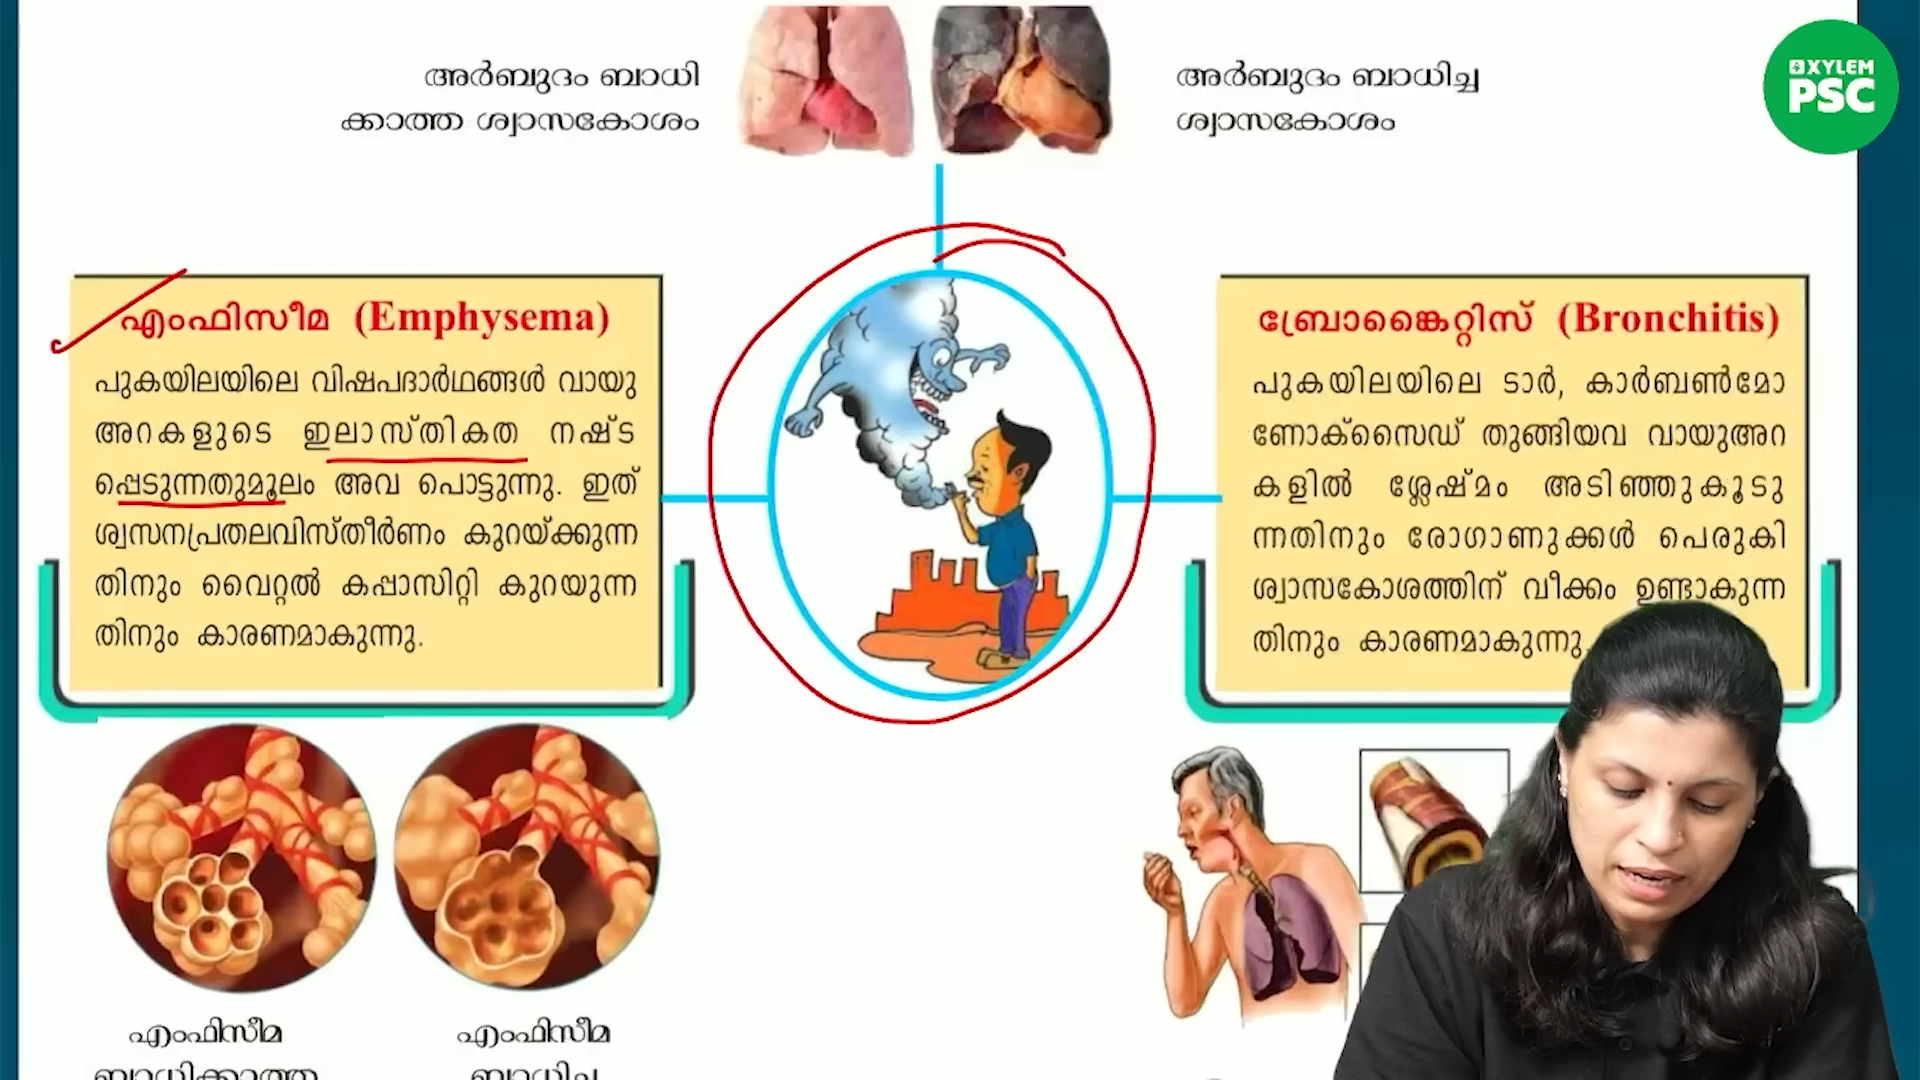 അർബുദം ബാധി
ക്കാത്ത ശ്വാസകോശം
അർബുദം ബാധിച്ച
ശ്വാസകോശം
XYLEM
PSC
എംഫിസീമ (Emphysema)
പുകയിലയിലെ വിഷപദാർഥങ്ങൾ വായു
അറകളുടെ ഇലാസ്തികത നഷ്ട
പ്പെടുന്നതുമൂലം അവ പൊട്ടുന്നു. ഇത്
ശ്വസനപ്രതലവിസ്തീർണം കുറയ്ക്കുന്ന
തിനും വൈറ്റൽ കപ്പാസിറ്റി കുറയുന്ന
തിനും കാരണമാകുന്നു.
ബ്രോങ്കൈറ്റിസ് (Bronchitis)
പുകയിലയിലെ ടാർ, കാർബൺമോ
ണോക്സൈഡ് തുങ്ങിയവ വായുഅറ
കളിൽ ശ്ലേഷ്മം അടിഞ്ഞുകൂടു
ന്നതിനും രോഗാണുക്കൾ പെരുകി
ശ്വാസകോശത്തിന് വീക്കം ഉണ്ടാകുന്ന
തിനും കാരണമാകുന്നു.
എംഫിസീമ
ബാധിക്കാത്ത
എംഫിസീമ
ബാധിച്ച